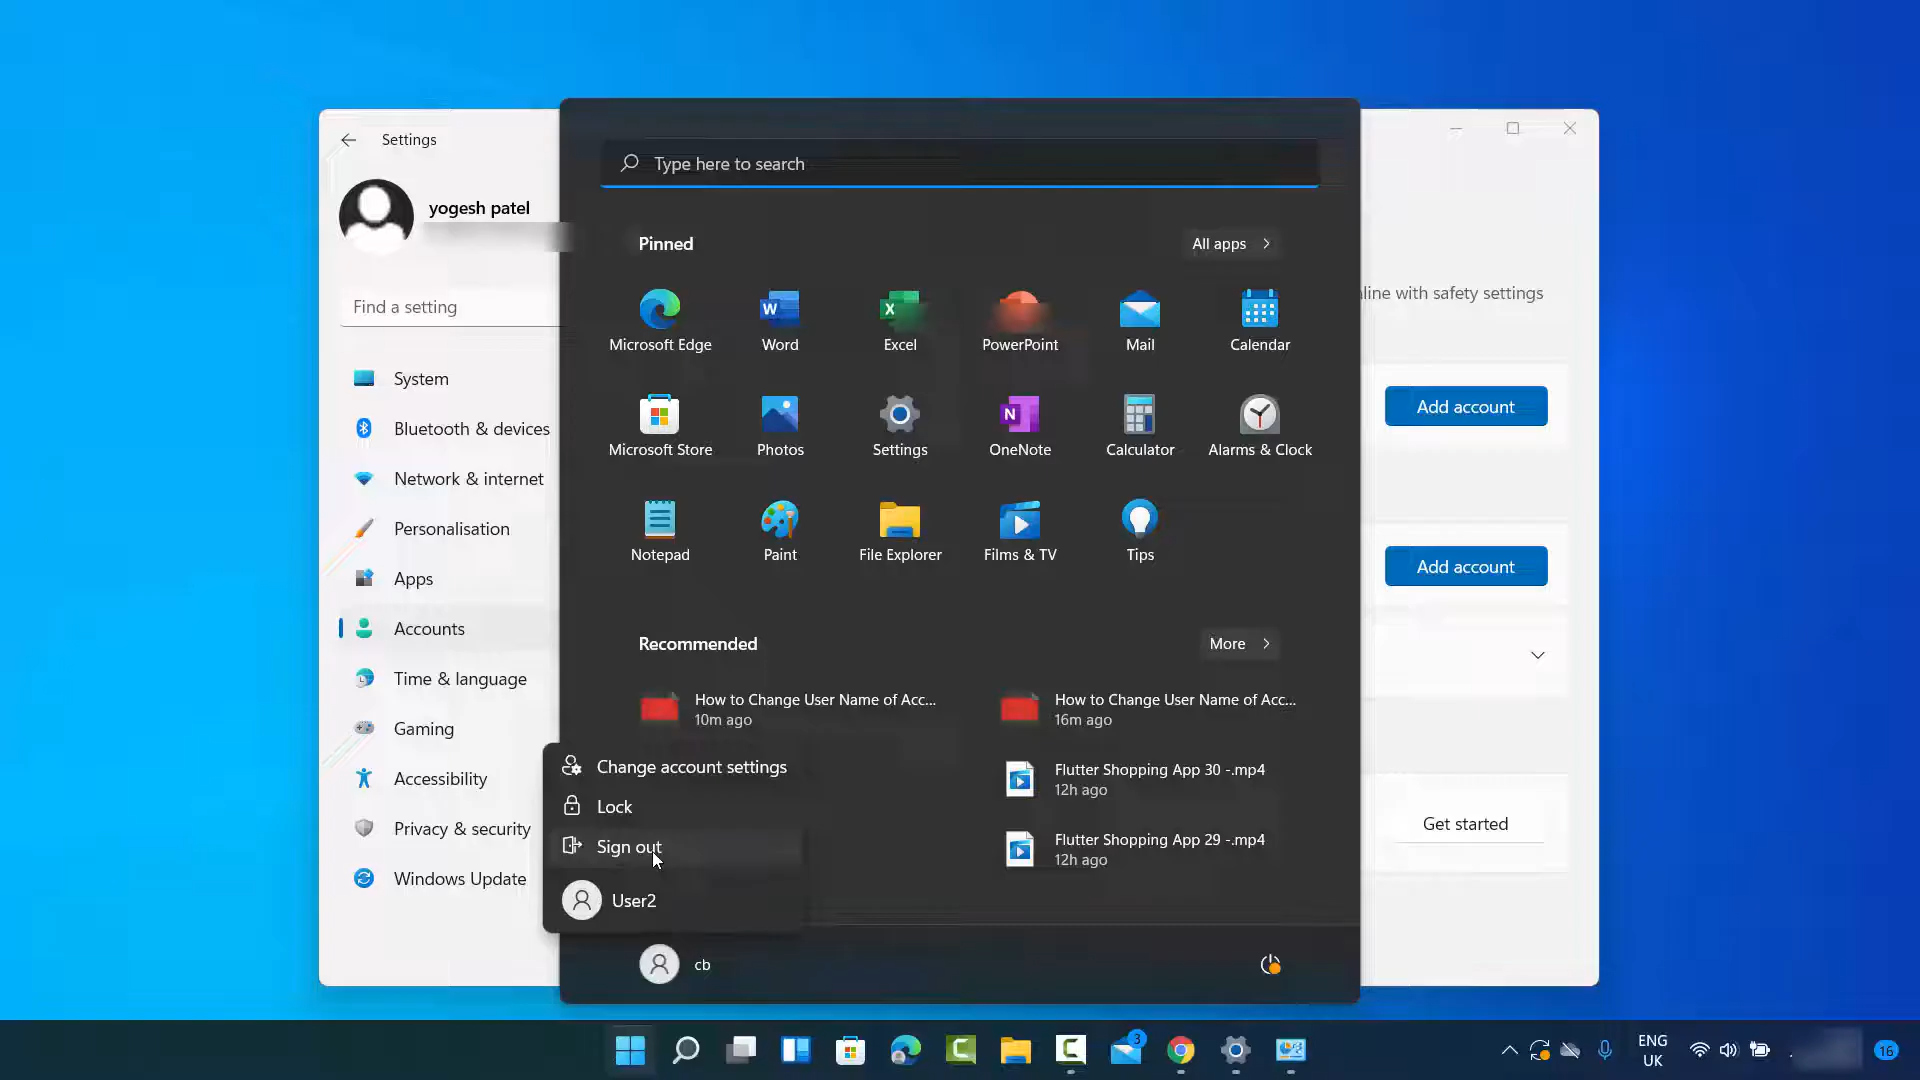 Settings
yogesh patel
Find a setting
System
Bluetooth & devices
Network & internet
Personalisation
Apps
Accounts
Time & language
Gaming
Accessibility
Privacy & security
Windows Update
Type here to search
Pinned
All apps
Microsoft Edge
Word
Excel
PowerPoint
Mail
Calendar
Microsoft Store
Photos
Settings
OneNote
Calculator
Alarms & Clock
Notepad
Paint
File Explorer
Films & TV
Tips
Recommended
More
How to Change User Name of Acc...
10m ago
How to Change User Name of Acc...
16m ago
Flutter Shopping App 30 -.mp4
12h ago
Flutter Shopping App 29 -.mp4
12h ago
Change account settings
Lock
Sign out
User2
cb
with safety settings
Add account
Add account
Get started
3
ENG
UK
16